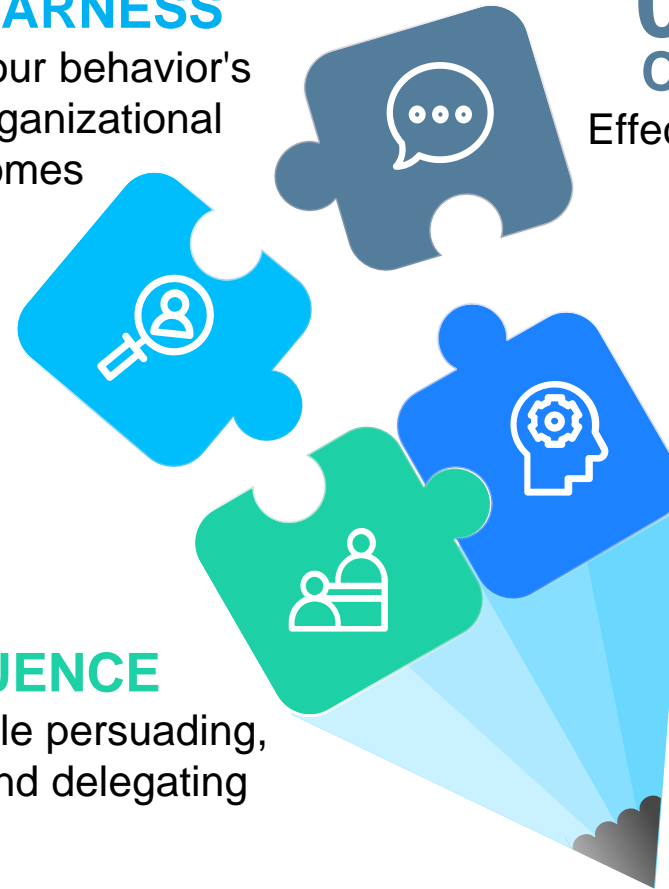 ARNESS
our behavior's
ganizational
omes
Effec
UENCE
le persuading,
nd delegating